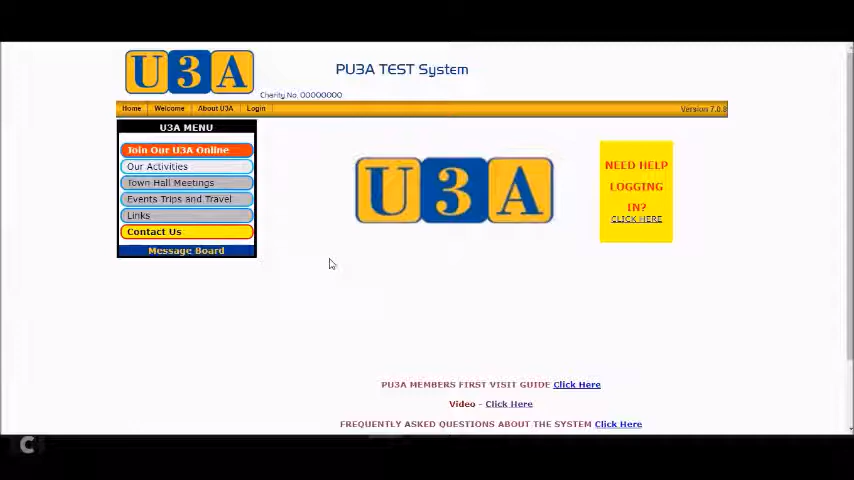 U3A
PU3A TEST System
Charity No. 00000000
Home Welcome About U3A Login
Version 7.0.8
U3A MENU
Join Our U3A Online
Our Activities
Town Hall Meetings
Events Trips and Travel
Links
Contact Us
Message Board
U3A
NEED HELP
LOGGING
IN?
CLICK HERE
PU3A MEMBERS FIRST VISIT GUIDE Click Here
Video - Click Here
FREQUENTLY ASKED QUESTIONS ABOUT THE SYSTEM Click Here
C